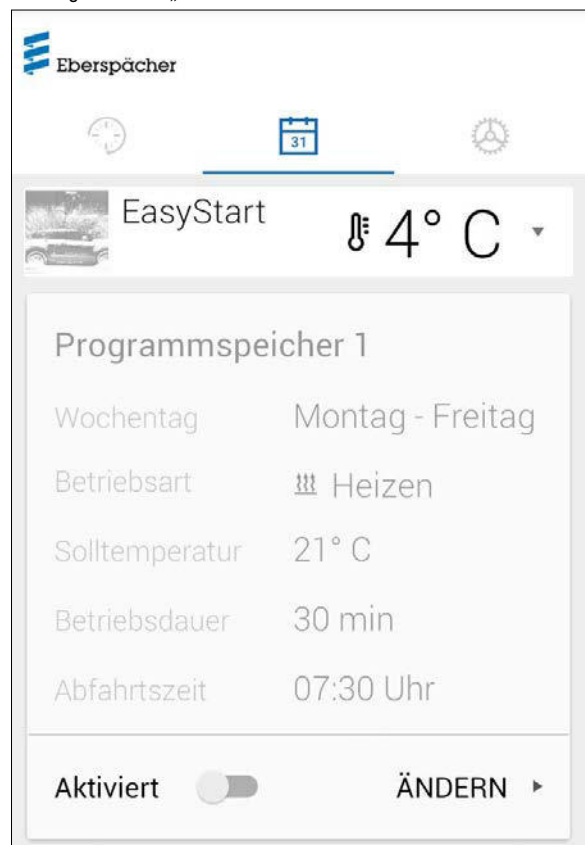 Eberspächer
31
EasyStart
4° C
Programmspeicher 1
Wochentag Montag - Freitag
Betriebsart Heizen
Solltemperatur 21° C
Betriebsdauer 30 min
Abfahrtszeit 07:30 Uhr
Aktiviert ÄNDERN